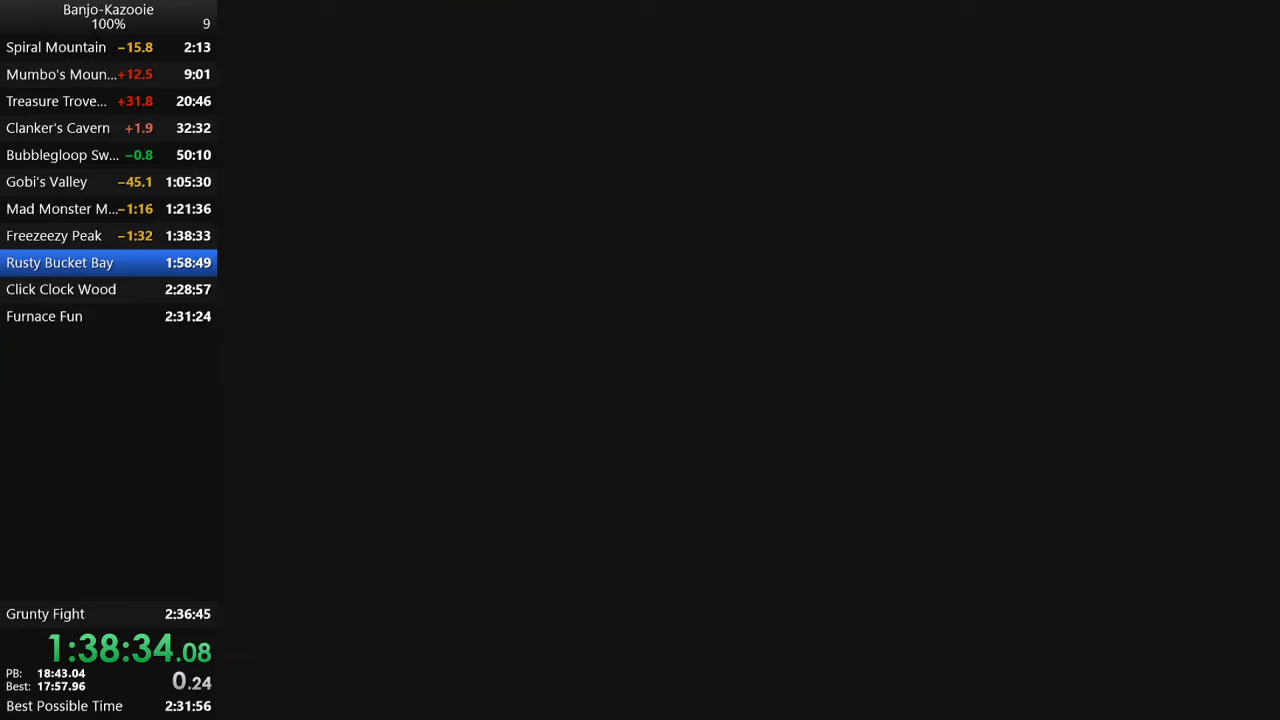 Banjo-Kazooie
100% 9
Spiral Mountain −15.8 2:13
Mumbo's Moun... +12.5 9:01
Treasure Trove... +31.8 20:46
Clanker's Cavern +1.9 32:32
Bubblegloop Sw... −0.8 50:10
Gobi's Valley −45.1 1:05:30
Mad Monster M... −1:16 1:21:36
Freezeezy Peak −1:32 1:38:33
Rusty Bucket Bay 1:58:49
Click Clock Wood 2:28:57
Furnace Fun 2:31:24
Grunty Fight 2:36:45
1:38:34.08
PB: 18:43.04
Best: 17:57.96 0.24
Best Possible Time 2:31:56